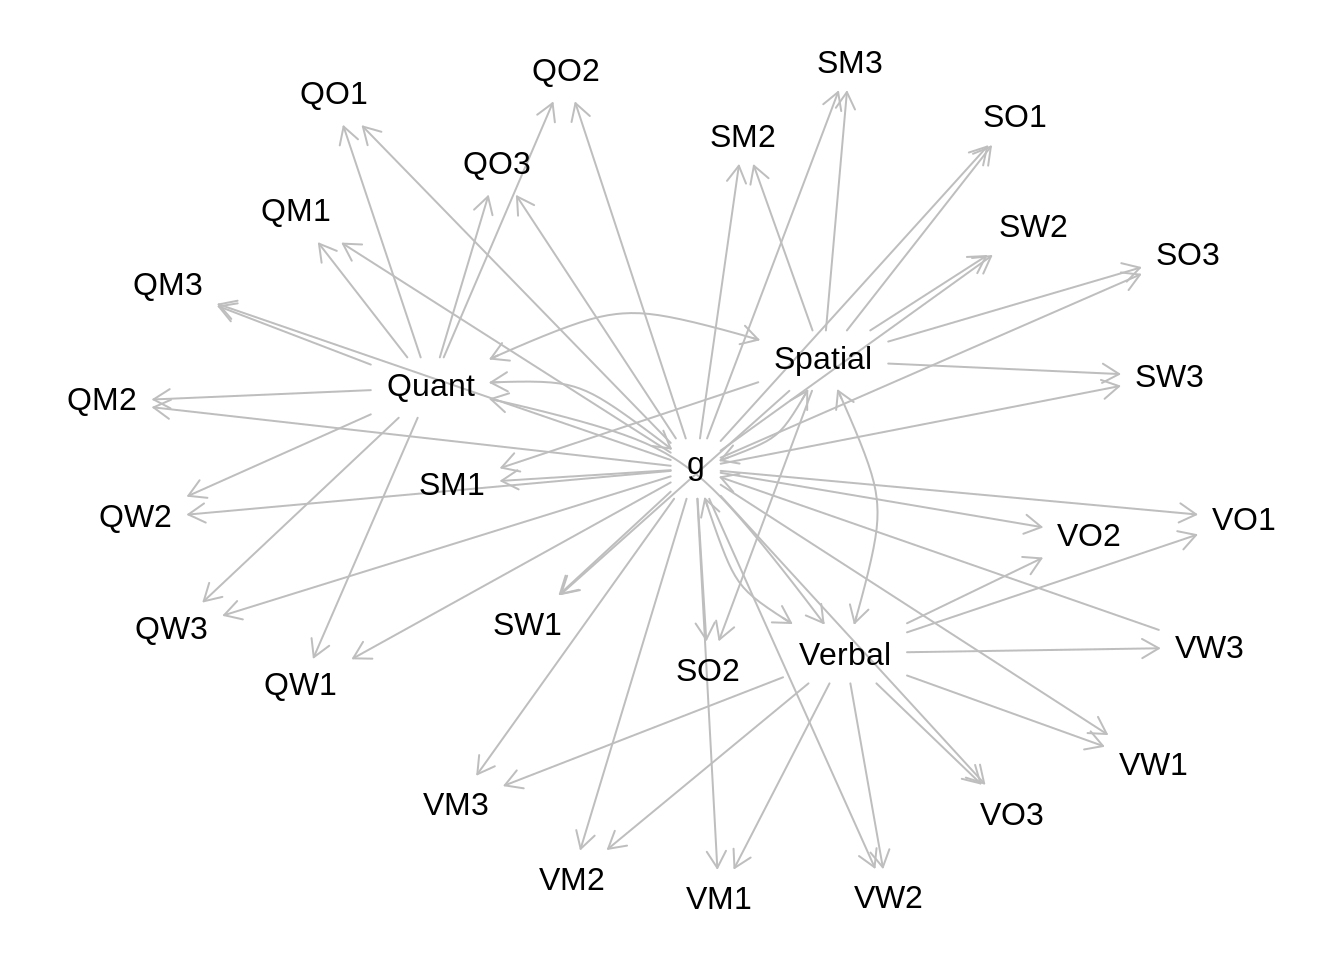 SM3
QO2
QO1
SO1
SM2
QO3
QM1
SW2
SO3
QM3
Spatial
SW3
Quant
QM2
g
SM1
QW2
VO1
VO2
SW1
QW3
VW3
Verbal
SO2
QW1
VW1
VM3
VO3
VM2
VW2
VM1